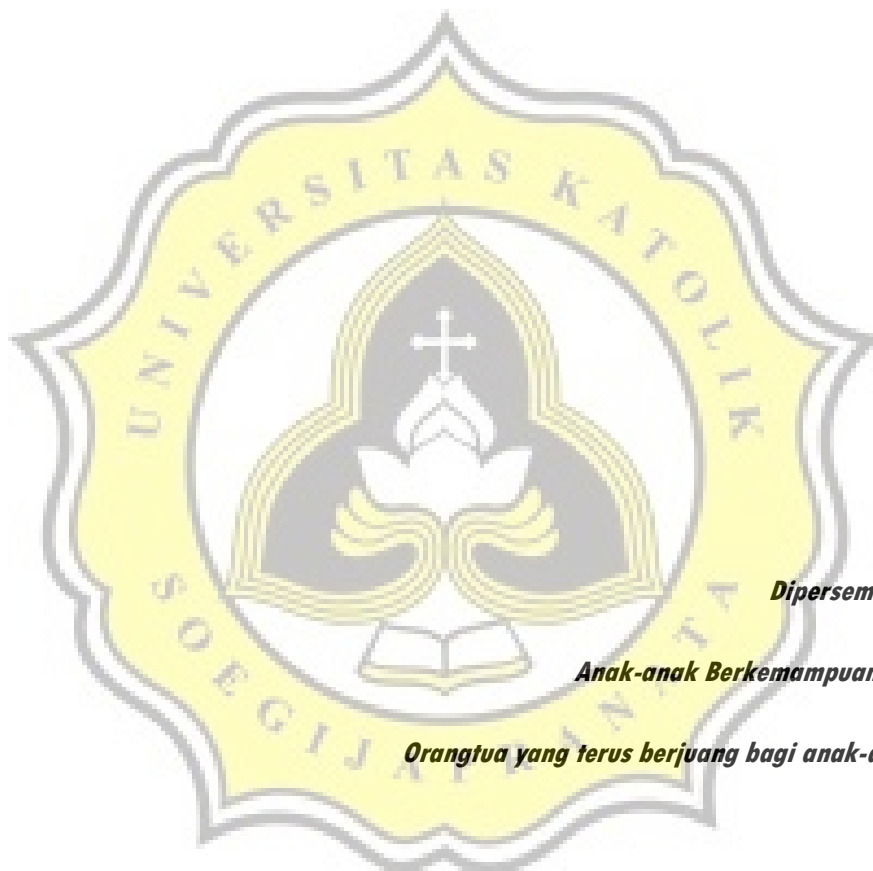 UNIVERSITAS KATOLIK
Dipersem
Anak-anak Berkemampuan
Orangtua yang terus berjuang bagi anak-
SOEGIJAPRANATA